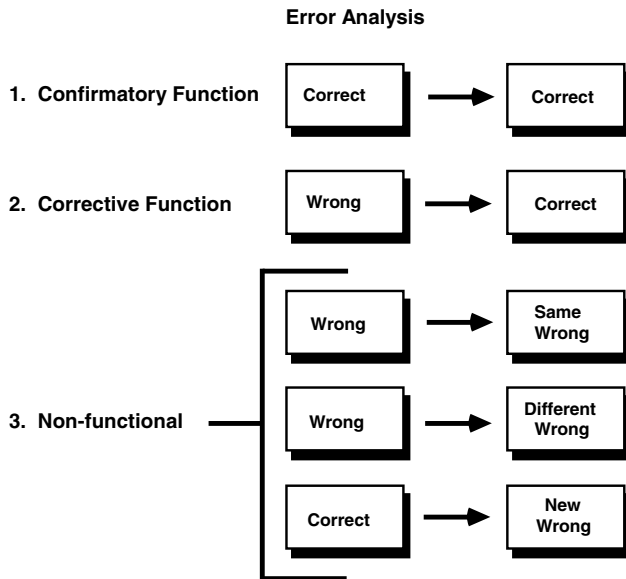 Error Analysis
1. Confirmatory Function
Correct
Correct
2. Corrective Function
Wrong
Correct
3. Non-functional
Wrong
Same
Wrong
Wrong
Different
Wrong
Correct
New
Wrong